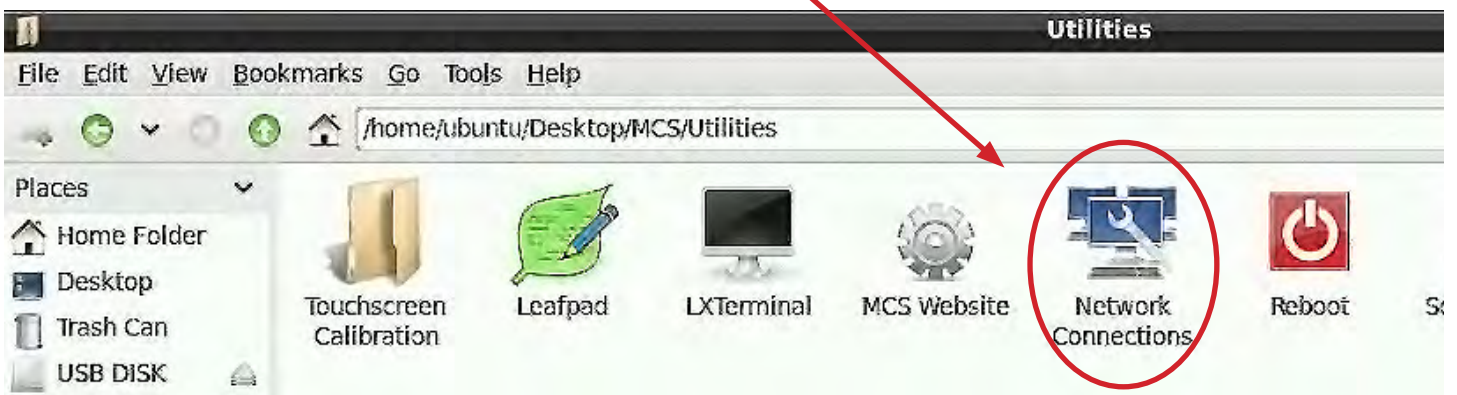 Utilities
File Edit View Bookmarks Go Tools Help
/home/ubuntu/Desktop/MCS/Utilities
Places
Home Folder
Desktop
Trash Can
USB DISK
Touchscreen
Calibration
Leafpad
LXTerminal
MCS Website
Network
Connections
Reboot